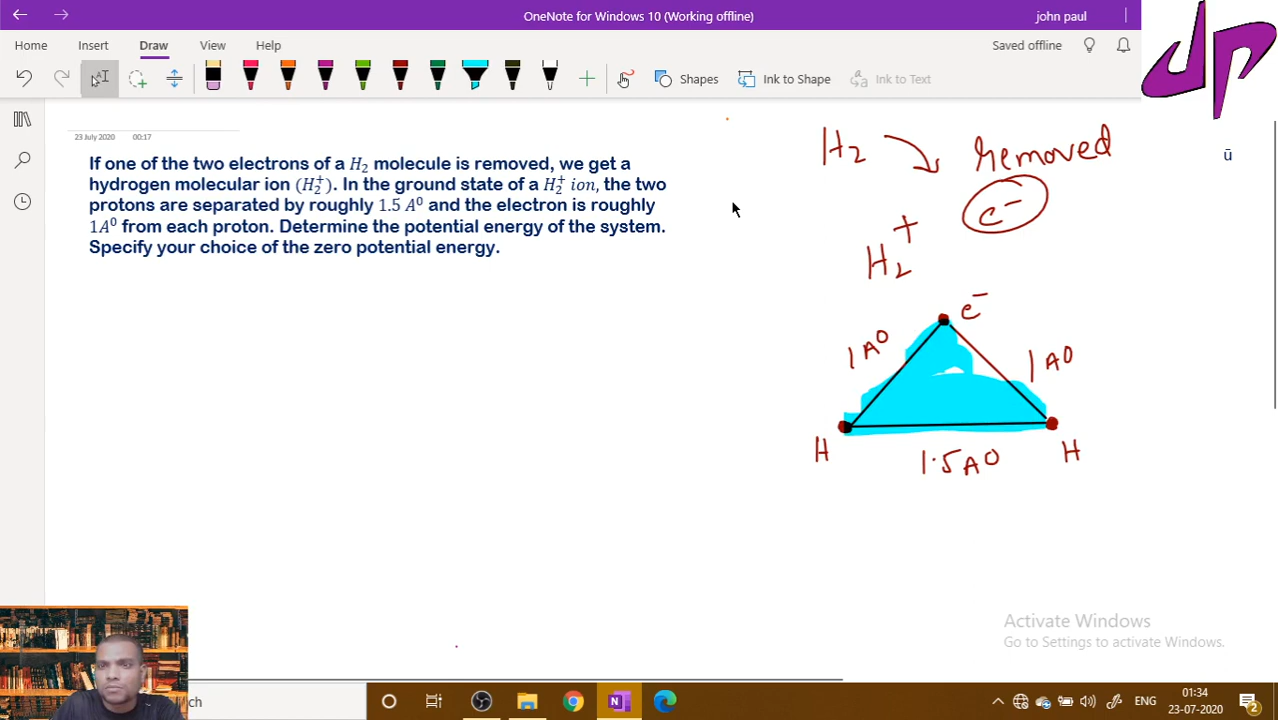 OneNote for Windows 10 (Working offline)
john paul
Home Insert Draw View Help
Saved offline
Shapes
Ink to Shape
Ink to Text
23 July 2020 00:17
If one of the two electrons of a H₂ molecule is removed, we get a
hydrogen molecular ion (H₂⁺). In the ground state of a H₂⁺ ion, the two
protons are separated by roughly 1.5 A⁰ and the electron is roughly
1A⁰ from each proton. Determine the potential energy of the system.
Specify your choice of the zero potential energy.
H₂ removed
e⁻
H₂⁺
e⁻
1A⁰
1A⁰
H
1.5A⁰
H
ū
Activate Windows
Go to Settings to activate Windows.
ENG
01:34
23-07-2020
2